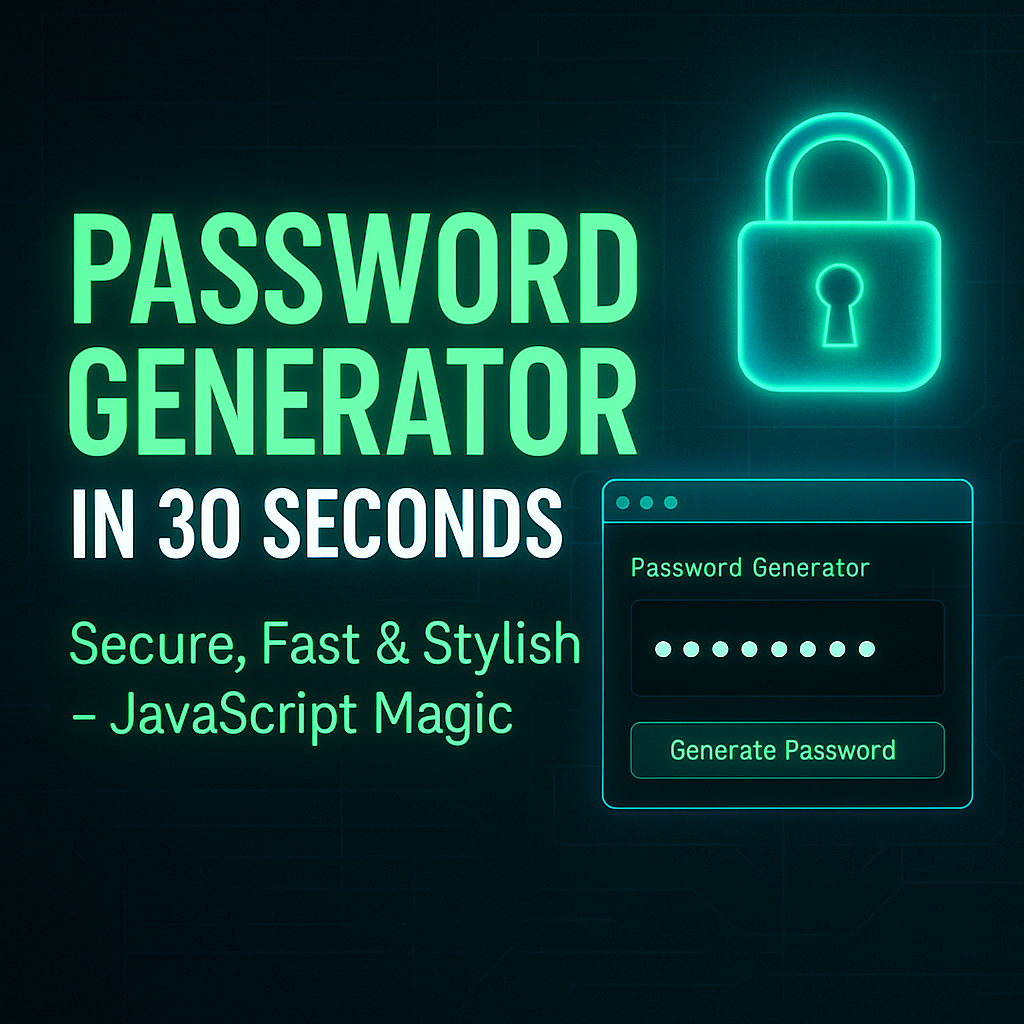 PASSWORD
GENERATOR
IN 30 SECONDS
Secure, Fast & Stylish
– JavaScript Magic
Password Generator
Generate Password